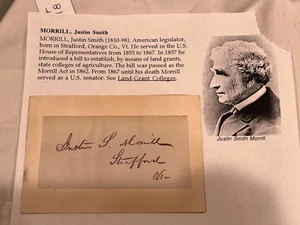 8
MORRILL, Justin Smith
MORRILL, Justin Smith (1810-98), American legislator,
born in Strafford, Orange Co., Vt. He served in the U.S.
House of Representatives from 1855 to 1867. In 1857 he
introduced a bill to establish, by means of land grants,
state colleges of agriculture. The bill was passed as the
Morrill Act in 1862. From 1867 until his death Morrill
served as a U.S. senator. See Land-Grant Colleges.
Justin Smith Morrill
Justin S. Morrill
Strafford
Vt-